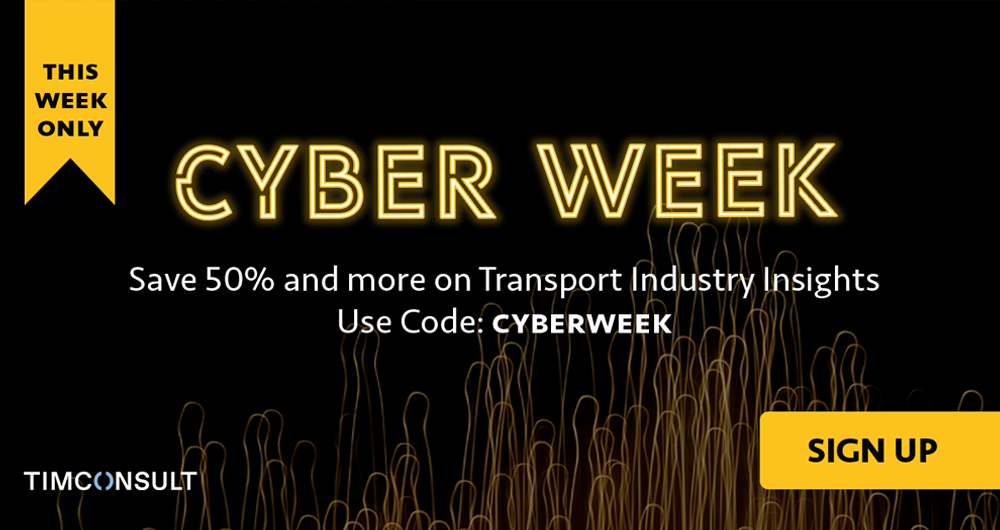 THIS
WEEK
ONLY
CYBER WEEK
Save 50% and more on Transport Industry Insights
Use Code: CYBERWEEK
SIGN UP
TIMCONSULT